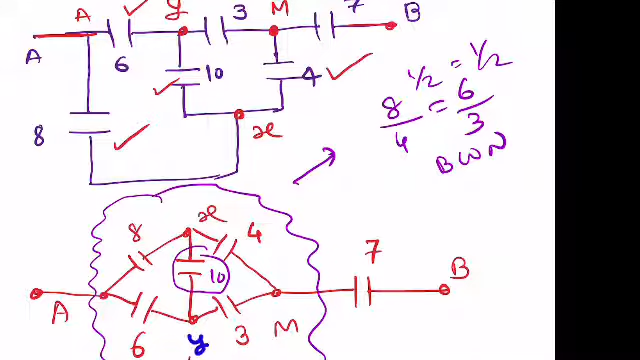 A y 3 M 7 B
A 6 10 4
8 x
8 1/2 = 1/2
8/4 = 6/3
BWN
x
8 4 7
10 B
A M
6 y 3